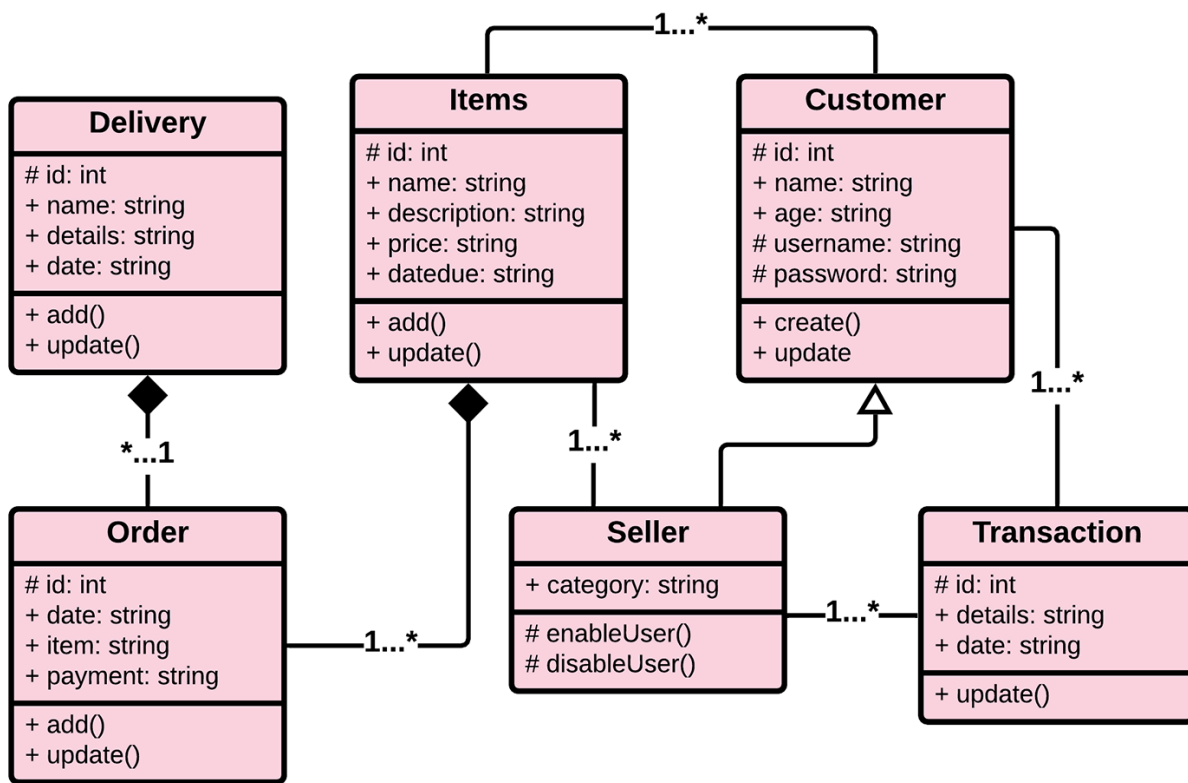 1...*
Delivery
# id: int
+ name: string
+ details: string
+ date: string
+ add()
+ update()
Items
# id: int
+ name: string
+ description: string
+ price: string
+ datedue: string
+ add()
+ update()
Customer
# id: int
+ name: string
+ age: string
# username: string
# password: string
+ create()
+ update
*...1
1...*
1...*
1...*
Order
# id: int
+ date: string
+ item: string
+ payment: string
+ add()
+ update()
1...*
Seller
+ category: string
# enableUser()
# disableUser()
1...*
Transaction
# id: int
+ details: string
+ date: string
+ update()